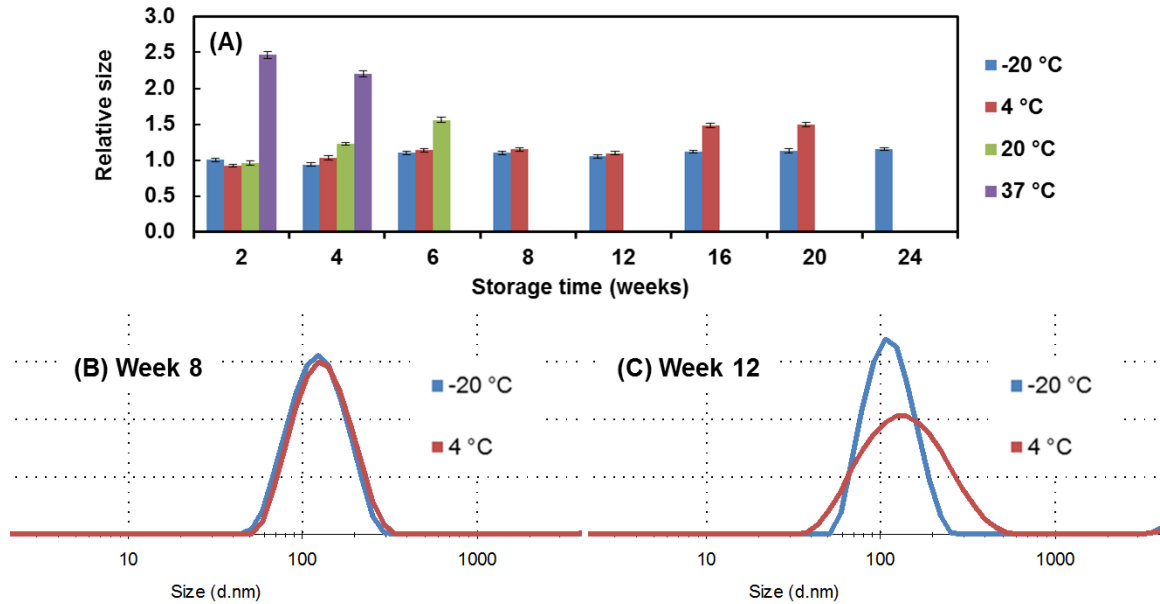 (A)
Relative size
3.0
2.5
2.0
1.5
1.0
0.5
0.0
2 4 6 8 12 16 20 24
Storage time (weeks)
-20 °C
4 °C
20 °C
37 °C
(B) Week 8
-20 °C
4 °C
10 100 1000
Size (d.nm)
(C) Week 12
-20 °C
4 °C
10 100 1000
Size (d.nm)